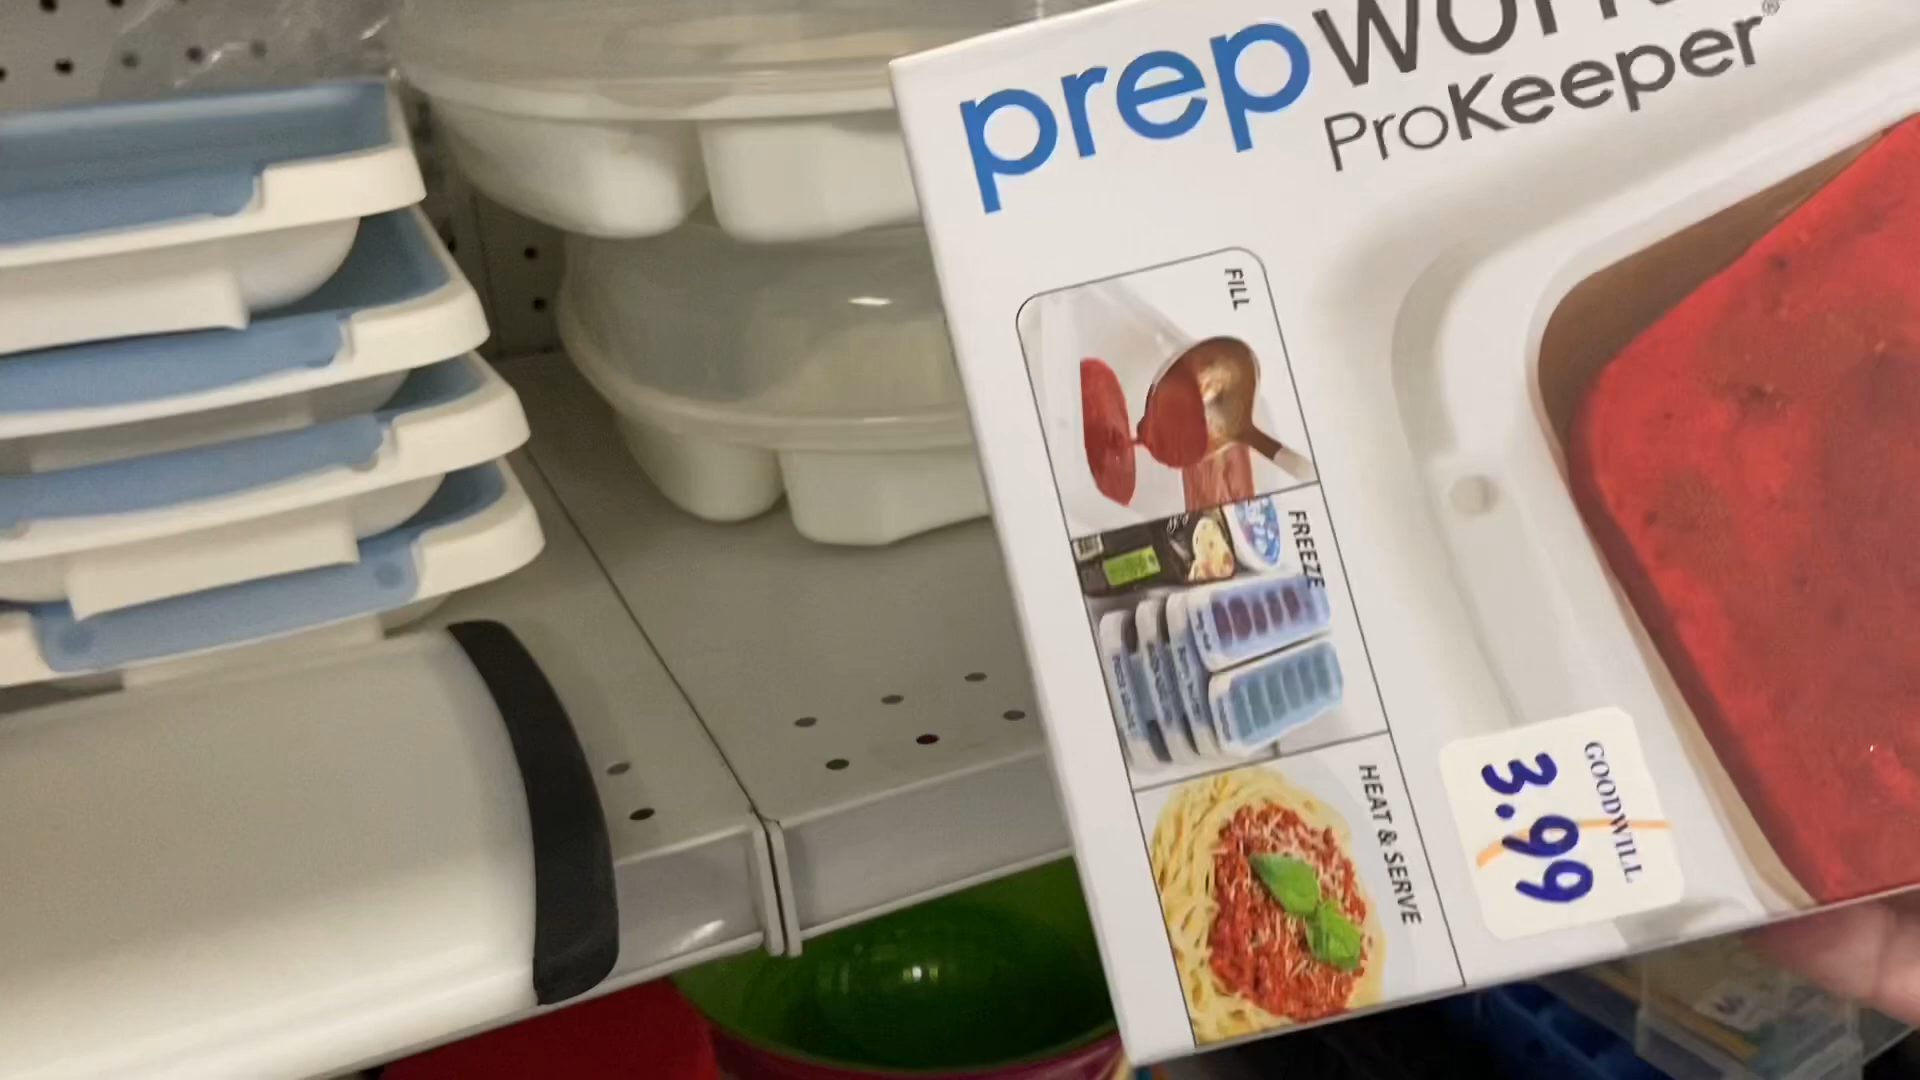 prep
ProKeeper®
FILL
FREEZE
HEAT & SERVE
GOODWILL
3.99